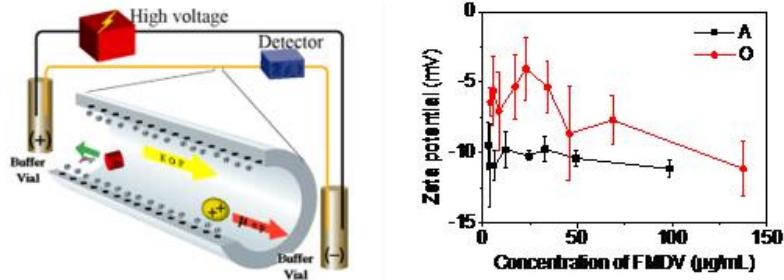 High voltage
Detector
(+)
Buffer
Vial
EOF
++
(−)
Buffer
Vial
0
-5
-10
-15
Zeta potential (mV)
A
O
0
50
100
150
Concentration of FMDV (µg/mL)